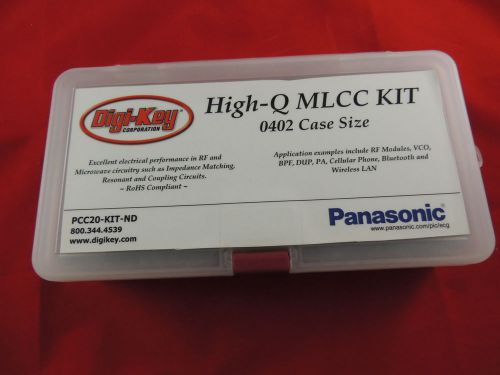 Digi-Key
CORPORATION
High-Q MLCC KIT
0402 Case Size
Excellent electrical performance in RF and
Microwave circuitry such as Impedance Matching,
Resonant and Coupling Circuits.
~ RoHS Compliant ~
Application examples include RF Modules, VCO,
BPF, DUP, PA, Cellular Phone, Bluetooth and
Wireless LAN
PCC20-KIT-ND
800.344.4539
www.digikey.com
Panasonic
www.panasonic.com/pic/ecg